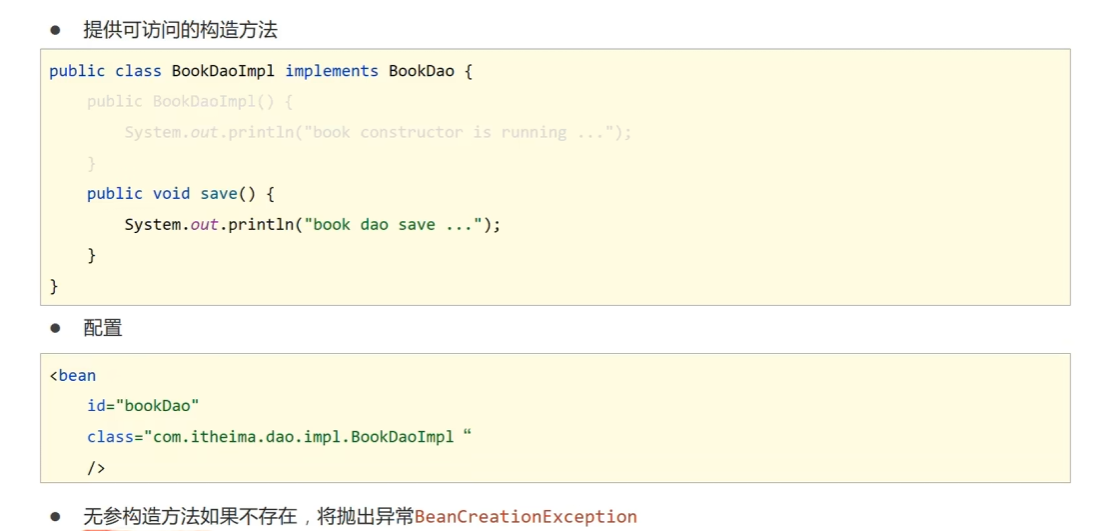 ● 提供可访问的构造方法
public class BookDaoImpl implements BookDao {
    public BookDaoImpl() {
        System.out.println("book constructor is running ...");
    }
    public void save() {
        System.out.println("book dao save ...");
    }
}
● 配置
<bean
    id="bookDao"
    class="com.itheima.dao.impl.BookDaoImpl “
    />
● 无参构造方法如果不存在，将抛出异常BeanCreationException